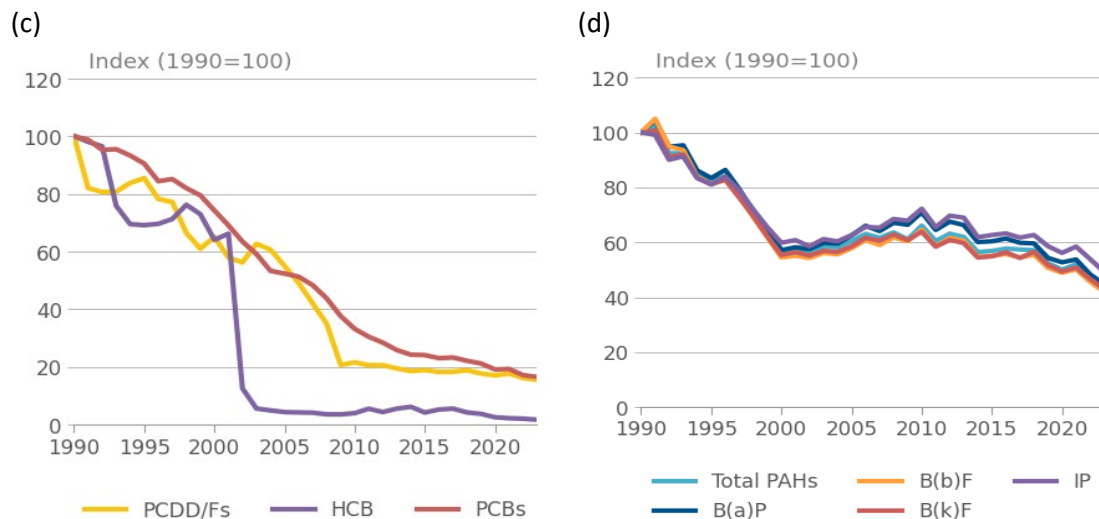 (c)
Index (1990=100)
120
100
80
60
40
20
0
1990 1995 2000 2005 2010 2015 2020
PCDD/Fs HCB PCBs
(d)
Index (1990=100)
120
100
80
60
40
20
0
1990 1995 2000 2005 2010 2015 2020
Total PAHs B(b)F IP
B(a)P B(k)F